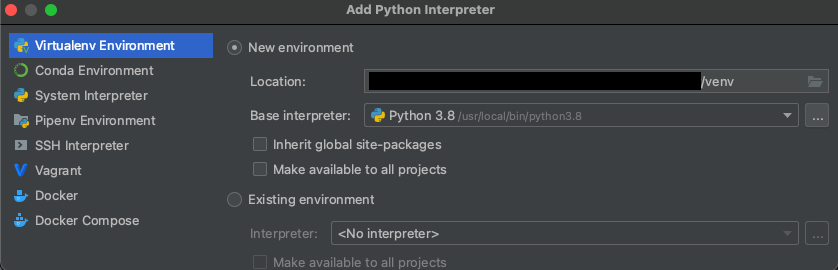 Add Python Interpreter
Virtualenv Environment
Conda Environment
System Interpreter
Pipenv Environment
SSH Interpreter
Vagrant
Docker
Docker Compose
New environment
Location: /venv
Base interpreter: Python 3.8 /usr/local/bin/python3.8 ...
Inherit global site-packages
Make available to all projects
Existing environment
Interpreter: <No interpreter> ...
Make available to all projects